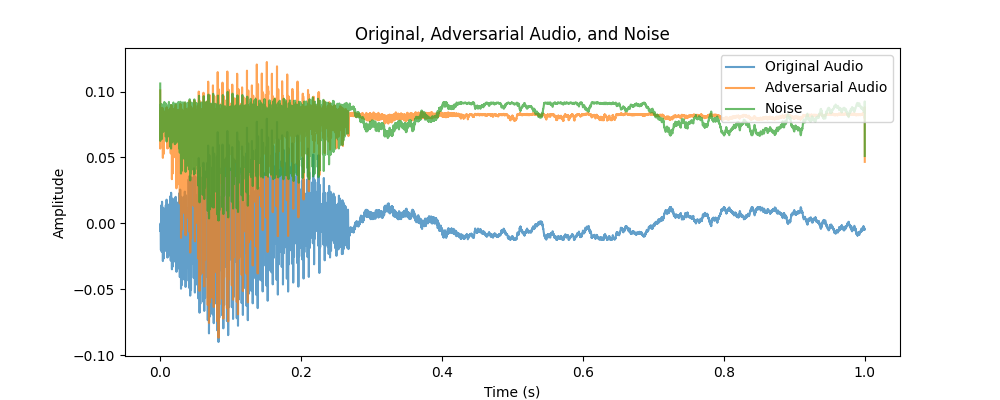 Original, Adversarial Audio, and Noise
Original Audio
Adversarial Audio
Noise
Amplitude
0.10
0.05
0.00
−0.05
−0.10
0.0 0.2 0.4 0.6 0.8 1.0
Time (s)